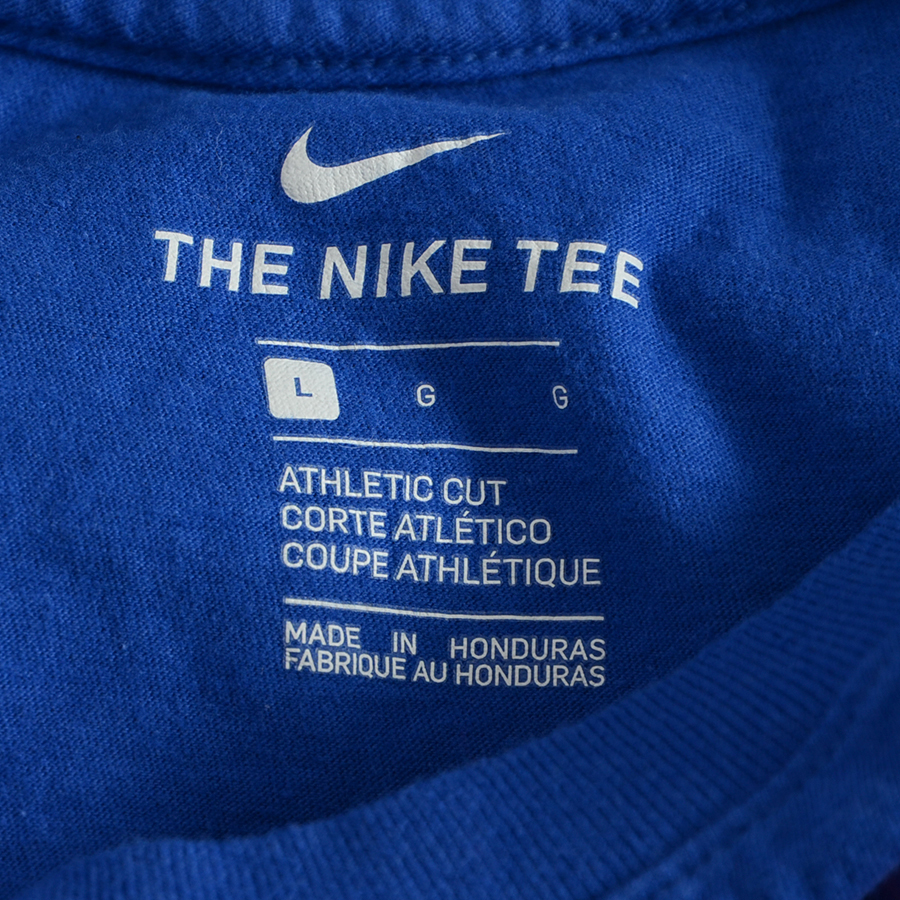 THE NIKE TEE
L G G
ATHLETIC CUT
CORTE ATLÉTICO
COUPE ATHLÉTIQUE
MADE IN HONDURAS
FABRIQUE AU HONDURAS